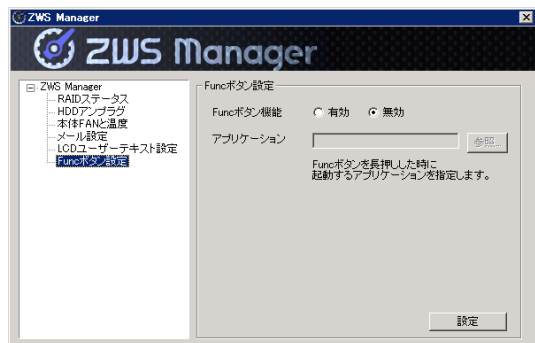 ZWS Manager
ZWS Manager
ZWS Manager
RAIDステータス
HDDアンプラグ
本体FANと温度
メール設定
LCDユーザーテキスト設定
Funcボタン設定
Funcボタン設定
Funcボタン機能 有効 無効
アプリケーション 参照...
Funcボタンを長押しした時に
起動するアプリケーションを指定します。
設定